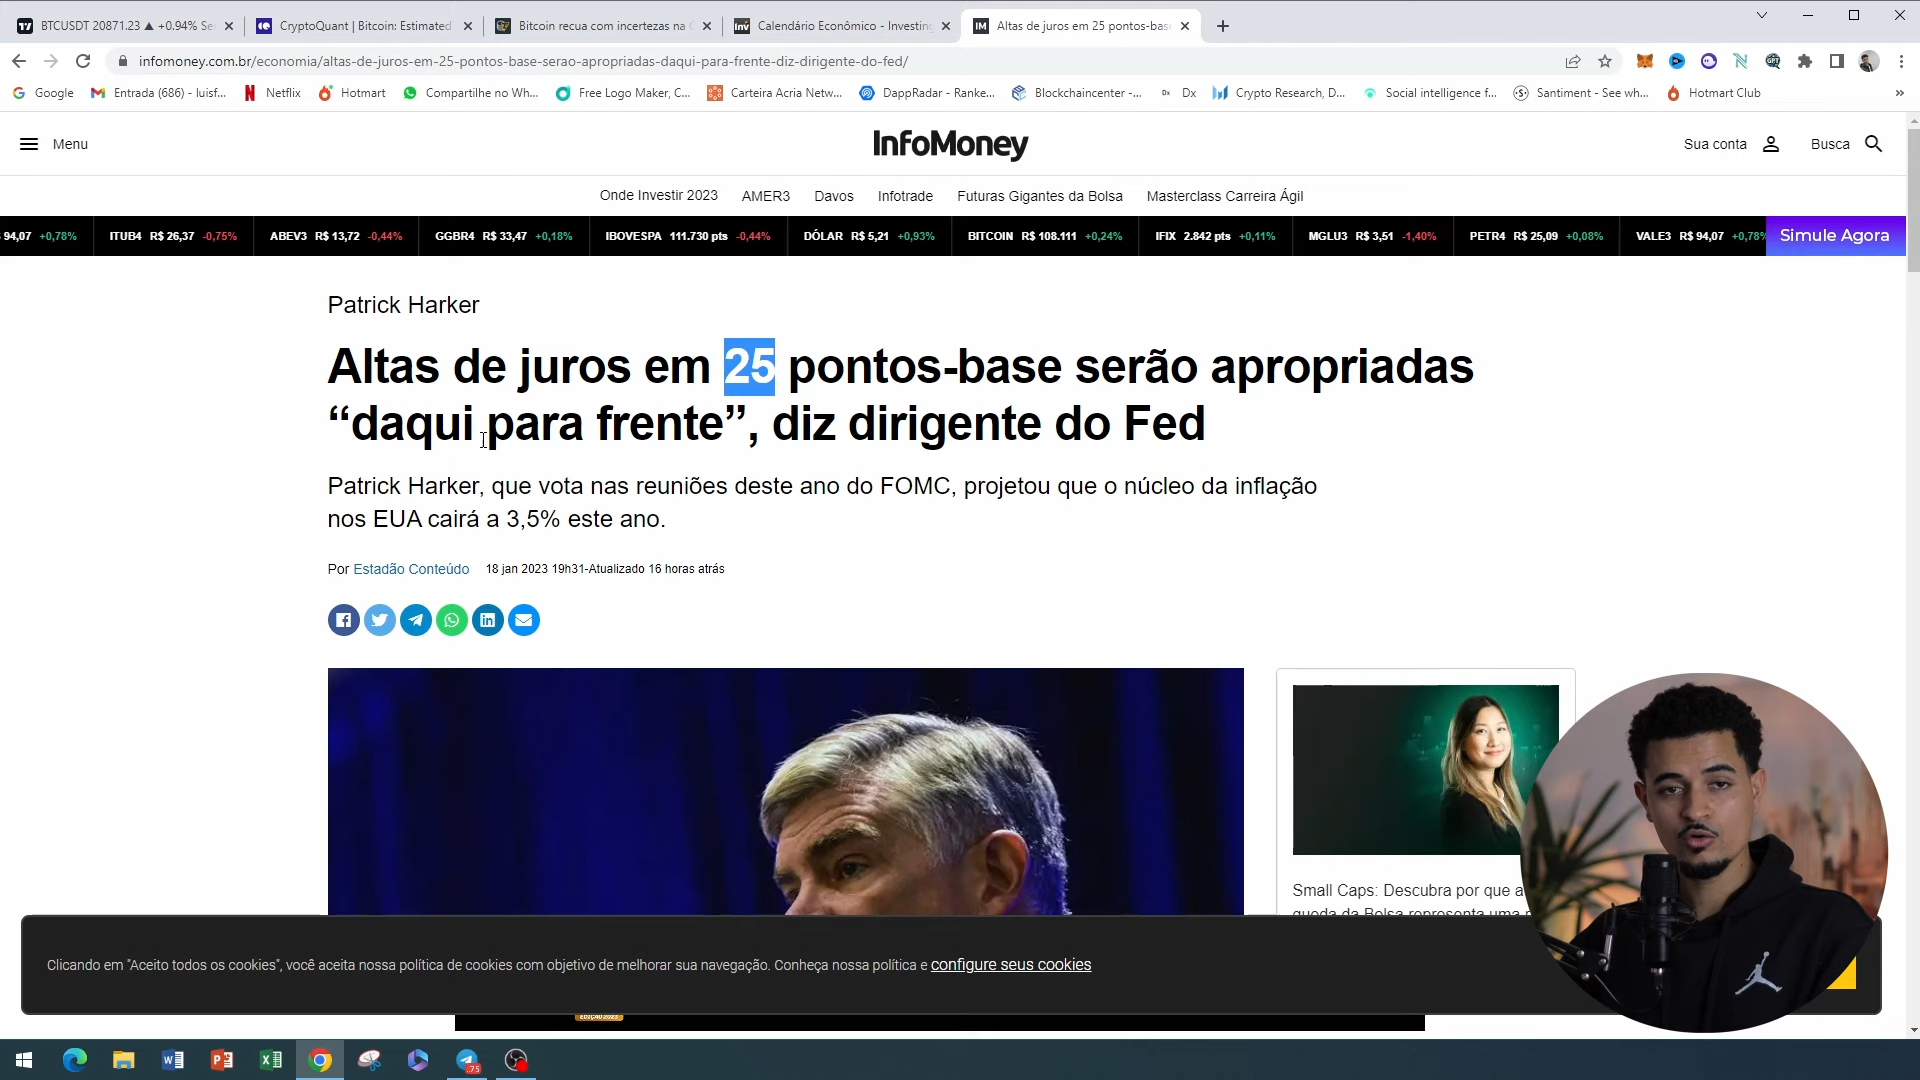 BTCUSDT 20871.23 ▲ +0.94% Se
CryptoQuant | Bitcoin: Estimated
Bitcoin recua com incertezas na
Calendário Econômico - Investing
Altas de juros em 25 pontos-base
infomoney.com.br/economia/altas-de-juros-em-25-pontos-base-serao-apropriadas-daqui-para-frente-diz-dirigente-do-fed/
Google
Entrada (686) - luisf...
Netflix
Hotmart
Compartilhe no Wh...
Free Logo Maker, C...
Carteira Acria Netw...
DappRadar - Ranke...
Blockchaincenter -...
Dx
Crypto Research, D...
Social intelligence f...
Santiment - See wh...
Hotmart Club
Menu
InfoMoney
Sua conta
Busca
Onde Investir 2023
AMER3
Davos
Infotrade
Futuras Gigantes da Bolsa
Masterclass Carreira Ágil
94,07 +0,78%
ITUB4 R$ 26,37 -0,75%
ABEV3 R$ 13,72 -0,44%
GGBR4 R$ 33,47 +0,18%
IBOVESPA 111.730 pts -0,44%
DÓLAR R$ 5,21 +0,93%
BITCOIN R$ 108.111 +0,24%
IFIX 2.842 pts +0,11%
MGLU3 R$ 3,51 -1,40%
PETR4 R$ 25,09 +0,08%
VALE3 R$ 94,07 +0,78%
Simule Agora
Patrick Harker
Altas de juros em 25 pontos-base serão apropriadas
“daqui para frente”, diz dirigente do Fed
Patrick Harker, que vota nas reuniões deste ano do FOMC, projetou que o núcleo da inflação
nos EUA cairá a 3,5% este ano.
Por Estadão Conteúdo 18 jan 2023 19h31-Atualizado 16 horas atrás
Small Caps: Descubra por que a
queda da Bolsa representa uma
Clicando em "Aceito todos os cookies", você aceita nossa política de cookies com objetivo de melhorar sua navegação. Conheça nossa política e configure seus cookies
EDIÇÃO 2023